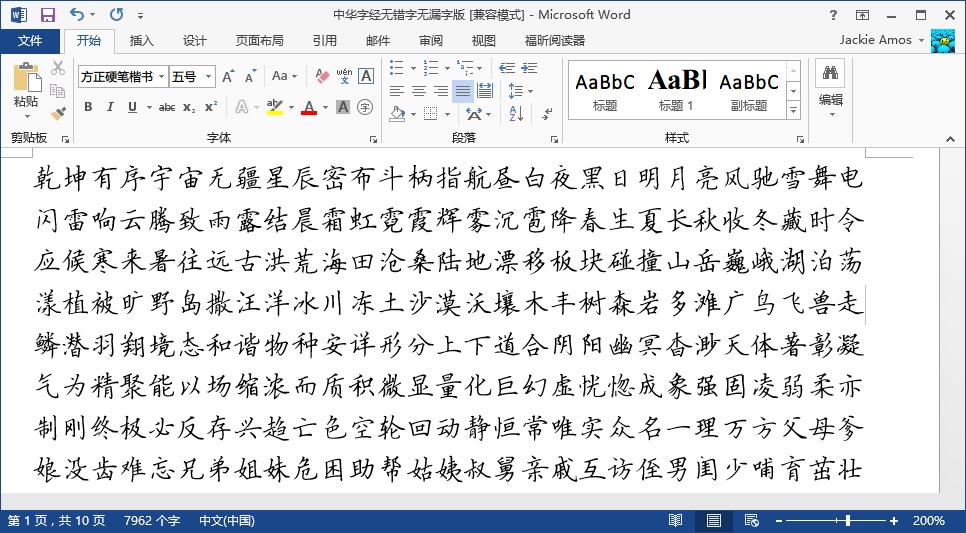 中华字经无错字无漏字版 [兼容模式] - Microsoft Word
文件 开始 插入 设计 页面布局 引用 邮件 审阅 视图 福昕阅读器 Jackie Amos
方正硬笔楷书 五号 A A Aa wén A
粘贴 B I U abc x₂ x² A ab A A 字
AaBbC AaBl AaBbC
标题 标题 1 副标题 编辑
剪贴板 字体 段落 样式
乾坤有序宇宙无疆星辰密布斗柄指航昼白夜黑日明月亮风驰雪舞电
闪雷响云腾致雨露结晨霜虹霓霞辉雾沉雹降春生夏长秋收冬藏时令
应候寒来暑往远古洪荒海田沧桑陆地漂移板块碰撞山岳巍峨湖泊荡
漾植被旷野岛撒汪洋冰川冻土沙漠沃壤木丰树森岩多滩广鸟飞兽走
鳞潜羽翔境态和谐物种安详形分上下道合阴阳幽冥杳渺天体著彰凝
气为精聚能以场缩浓而质积微显量化巨幻虚恍惚成象强固凌弱柔亦
制刚终极必反存兴趋亡色空轮回动静恒常唯实众名一理万方父母爹
娘没齿难忘兄弟姐妹危困助帮姑姨叔舅亲戚互访侄男闺少哺育茁壮
第 1 页 , 共 10 页 7962 个字 中文(中国) 200%